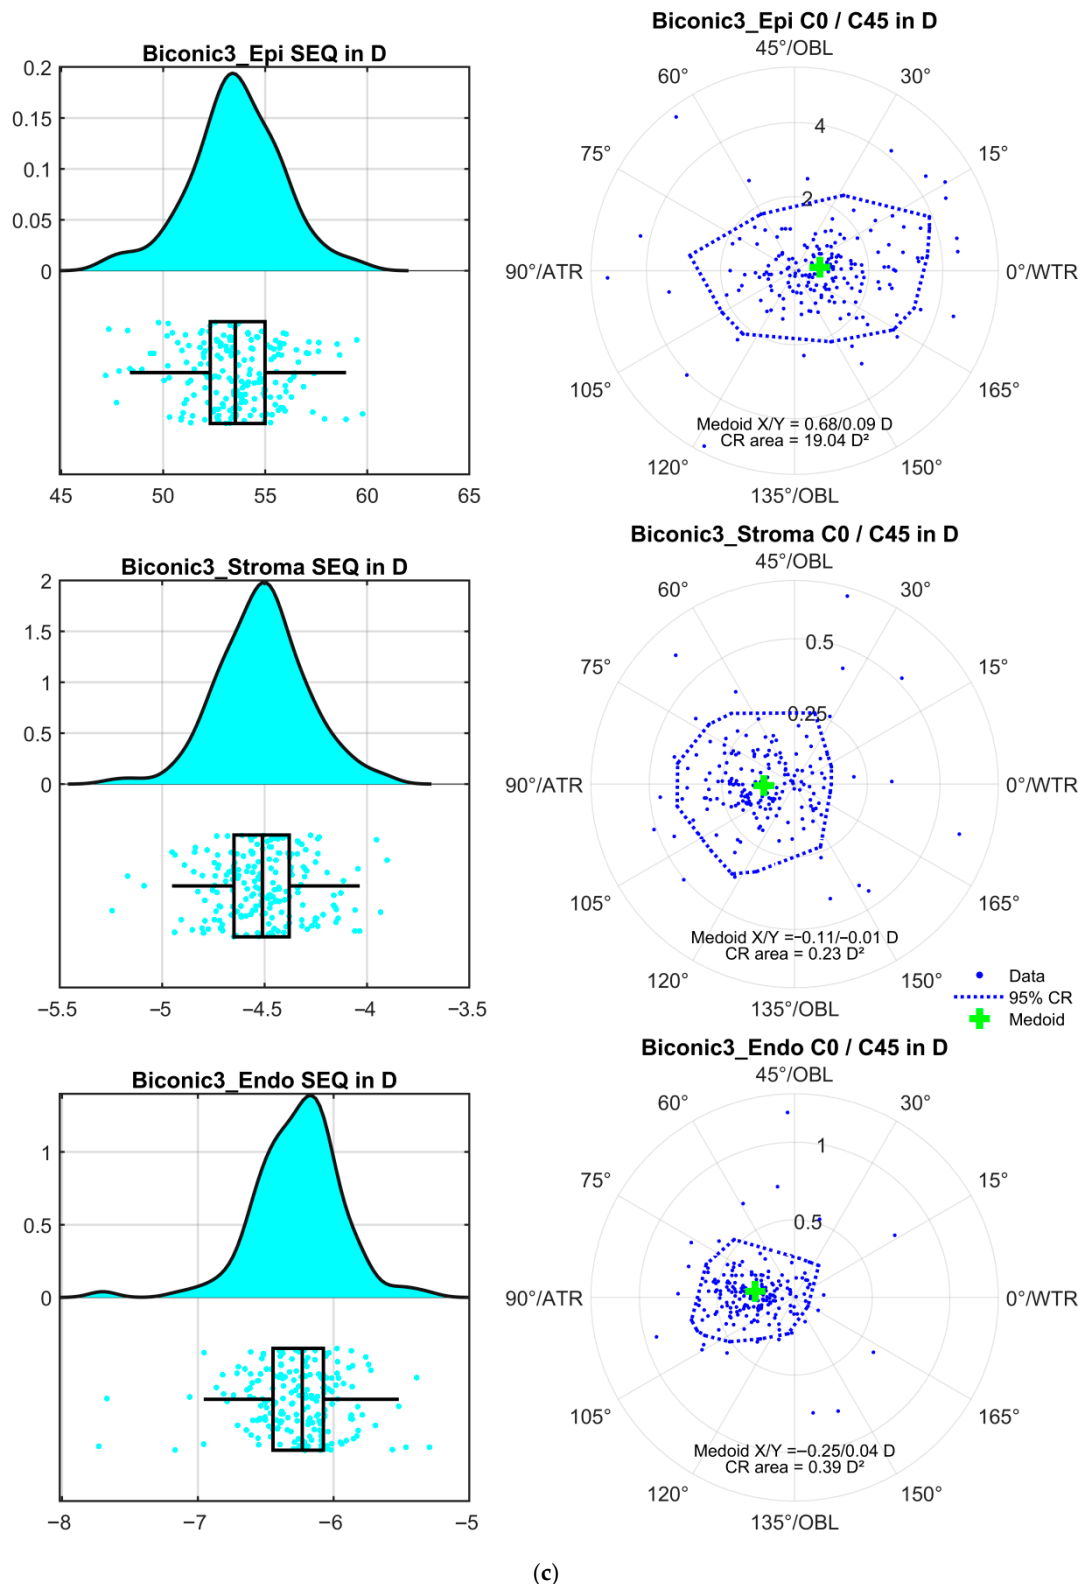 Biconic3_Epi SEQ in D
0.2
0.15
0.1
0.05
0
45
50
55
60
65
Biconic3_Epi C0 / C45 in D
45°/OBL
60°
30°
4
75°
15°
2
90°/ATR
0°/WTR
105°
165°
Medoid X/Y = 0.68/0.09 D
CR area = 19.04 D²
120°
150°
135°/OBL
Biconic3_Stroma SEQ in D
2
1.5
1
0.5
0
−5.5
−5
−4.5
−4
−3.5
Biconic3_Stroma C0 / C45 in D
45°/OBL
60°
30°
0.5
75°
15°
0.25
90°/ATR
0°/WTR
105°
165°
Medoid X/Y =−0.11/−0.01 D
CR area = 0.23 D²
120°
150°
135°/OBL
Data
95% CR
Medoid
Biconic3_Endo SEQ in D
1
0.5
0
−8
−7
−6
−5
Biconic3_Endo C0 / C45 in D
45°/OBL
60°
30°
1
75°
15°
0.5
90°/ATR
0°/WTR
105°
165°
Medoid X/Y =−0.25/0.04 D
CR area = 0.39 D²
120°
150°
135°/OBL
(c)